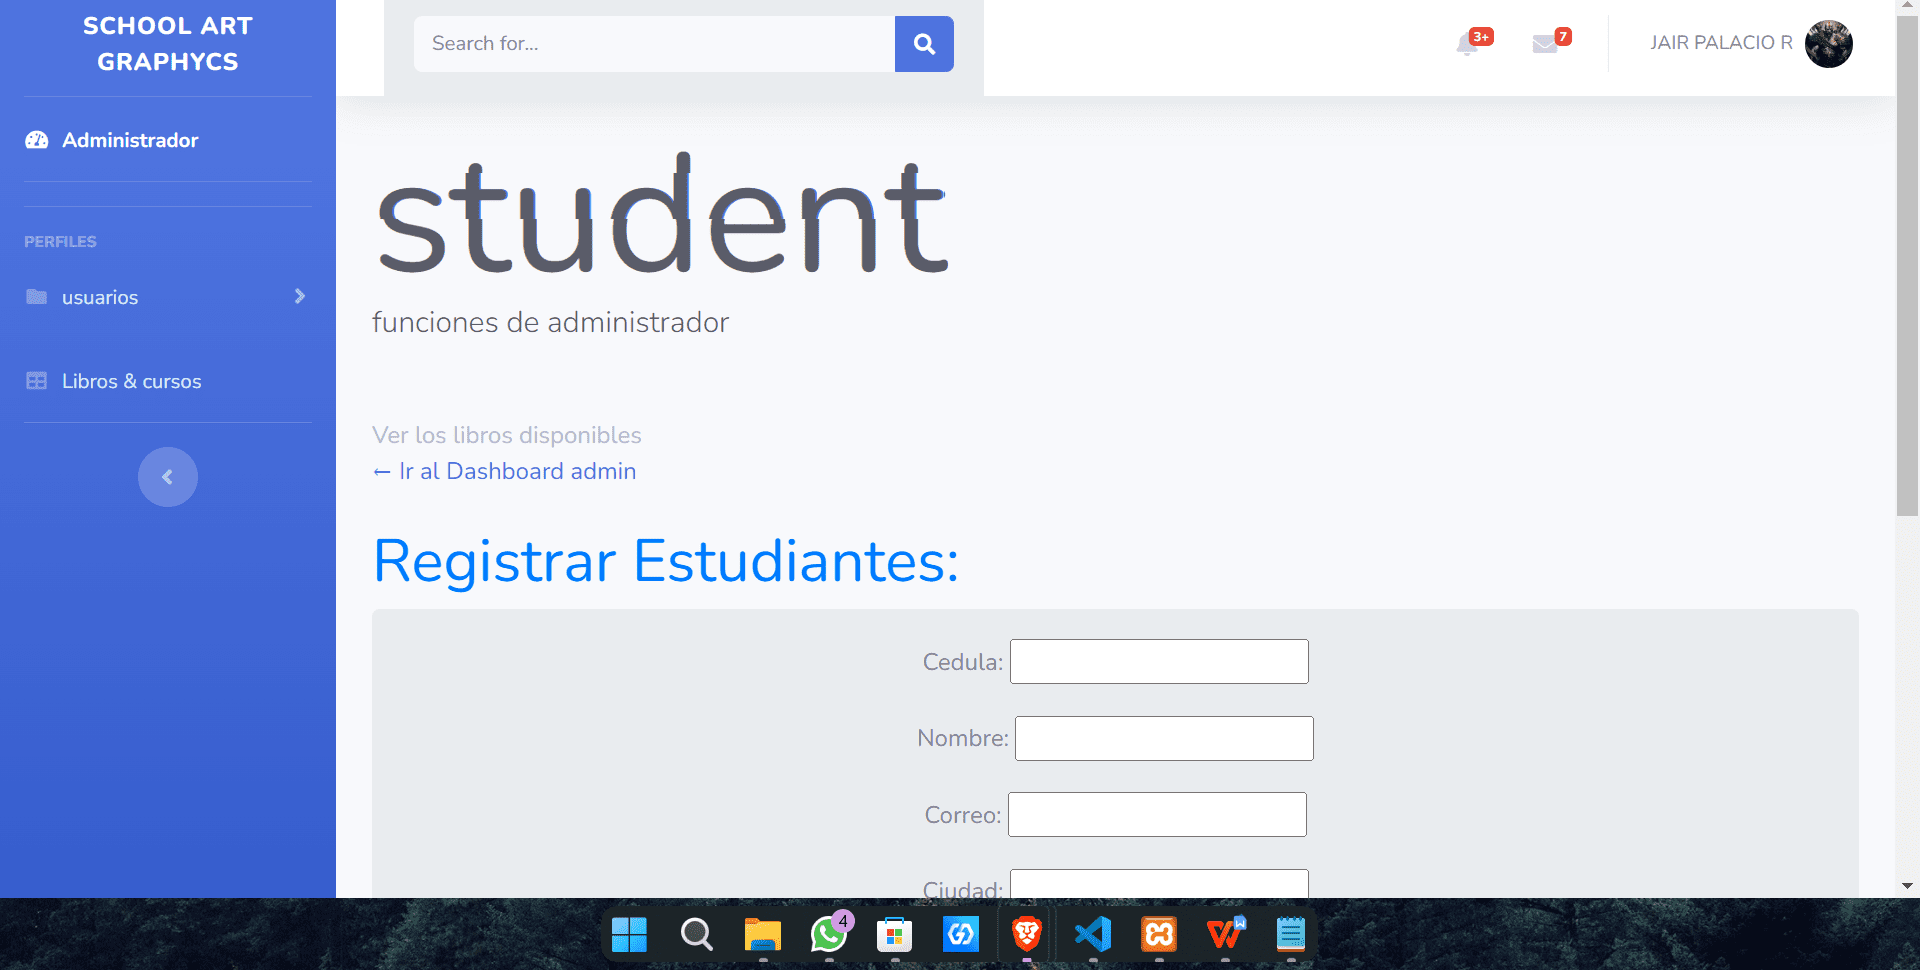 SCHOOL ART
GRAPHYCS
Administrador
PERFILES
usuarios
Libros & cursos
Search for...
3+
7
JAIR PALACIO R
student
funciones de administrador
Ver los libros disponibles
← Ir al Dashboard admin
Registrar Estudiantes:
Cedula:
Nombre:
Correo:
Ciudad:
4
W